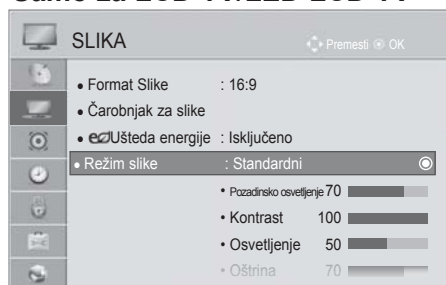 SLIKA
Premesti OK
• Format Slike : 16:9
• Čarobnjak za slike
• eco Ušteda energije : Isključeno
• Režim slike : Standardni
• Pozadinsko osvetljenje 70
• Kontrast 100
• Osvetljenje 50
• Oštrina 70